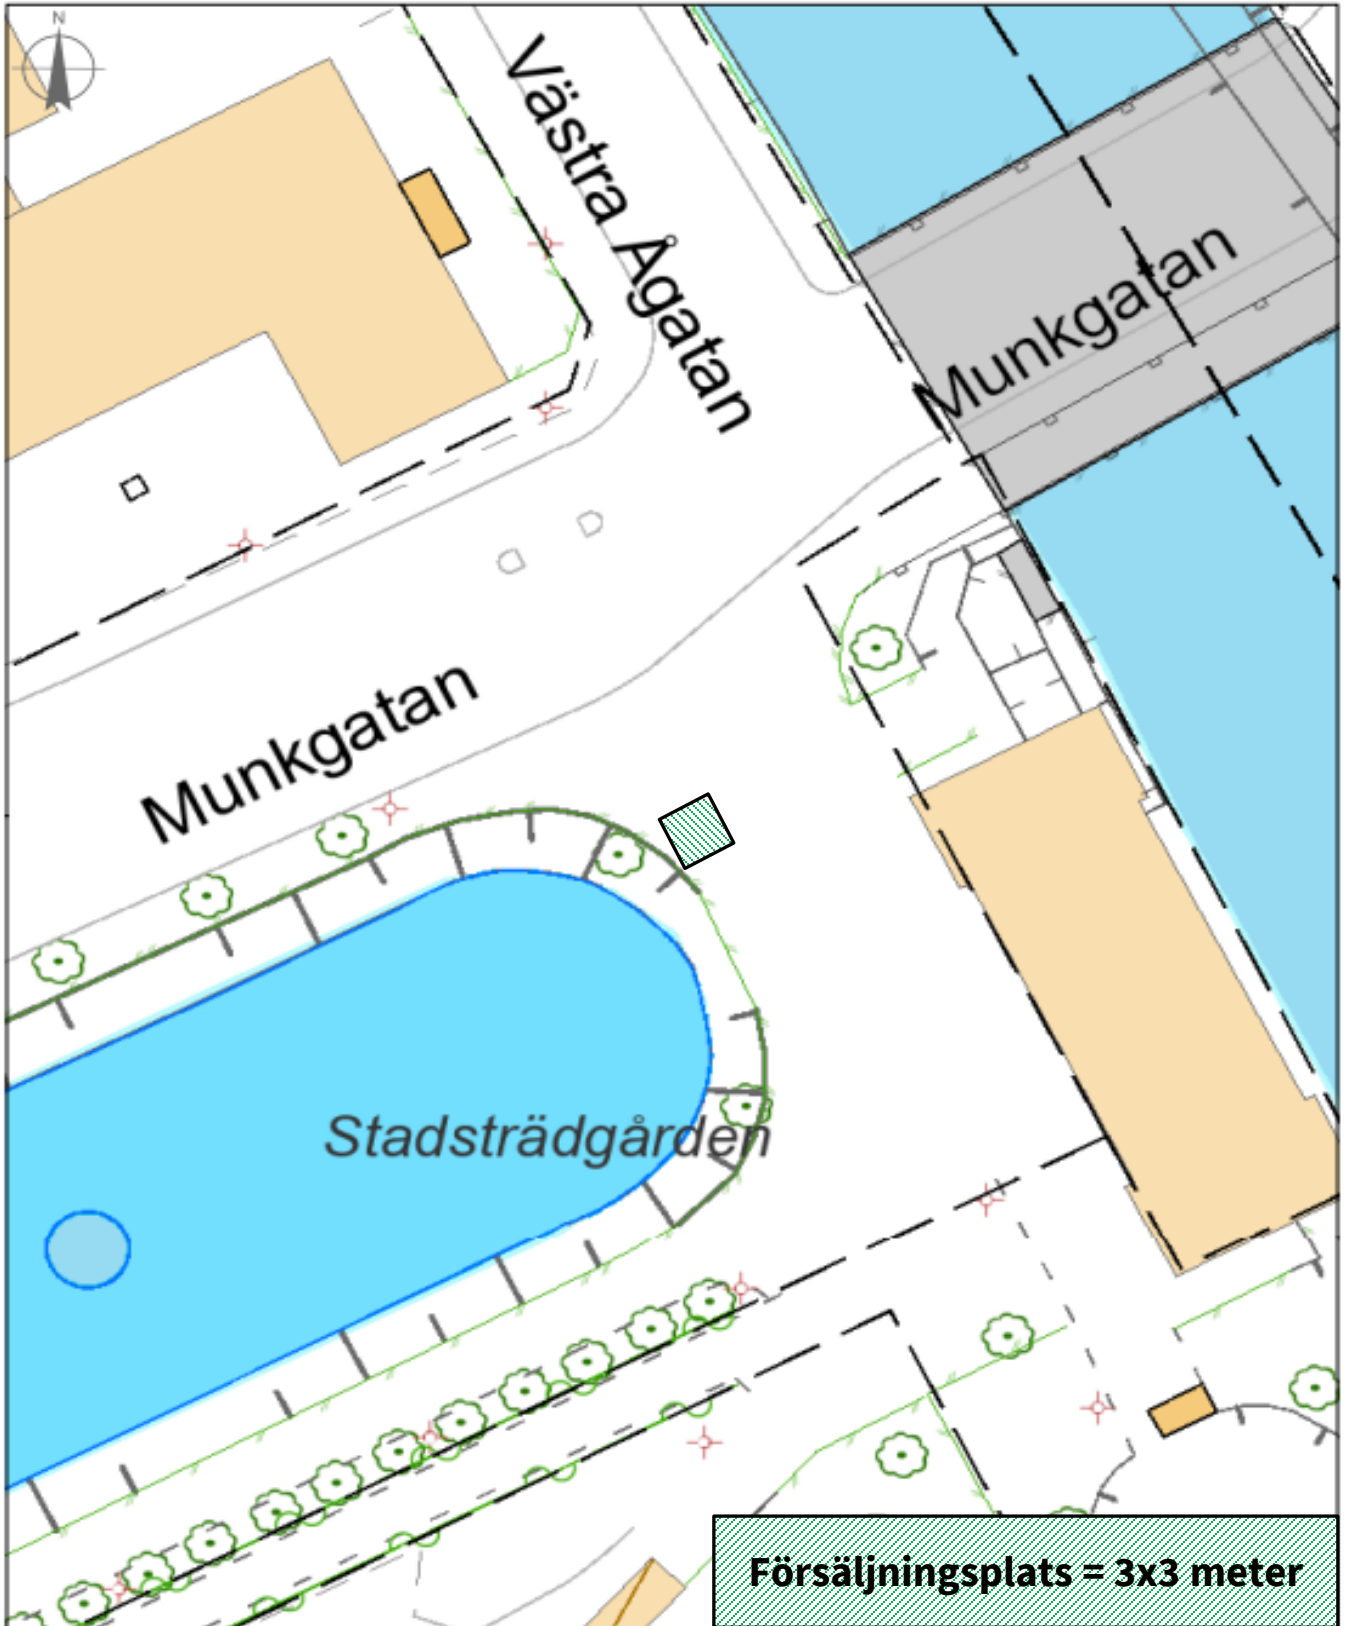 N
Västra Ågatan
Munkgatan
Munkgatan
Stadsträdgården
Försäljningsplats = 3x3 meter